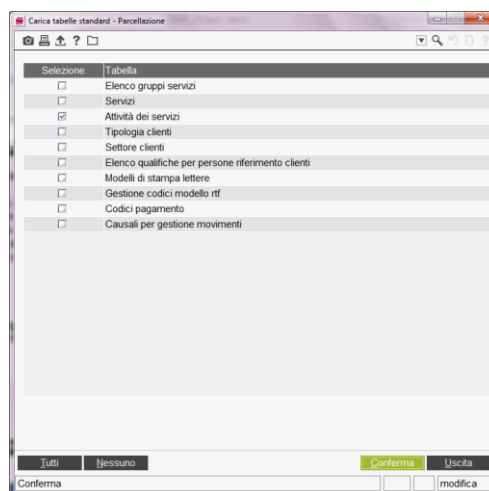 Carica tabelle standard - Parcellazione
Selezione Tabella
Elenco gruppi servizi
Servizi
Attività dei servizi
Tipologia clienti
Settore clienti
Elenco qualifiche per persone riferimento clienti
Modelli di stampa lettere
Gestione codici modello rtf
Codici pagamento
Causali per gestione movimenti
Tutti Nessuno Conferma Uscita
Conferma modifica